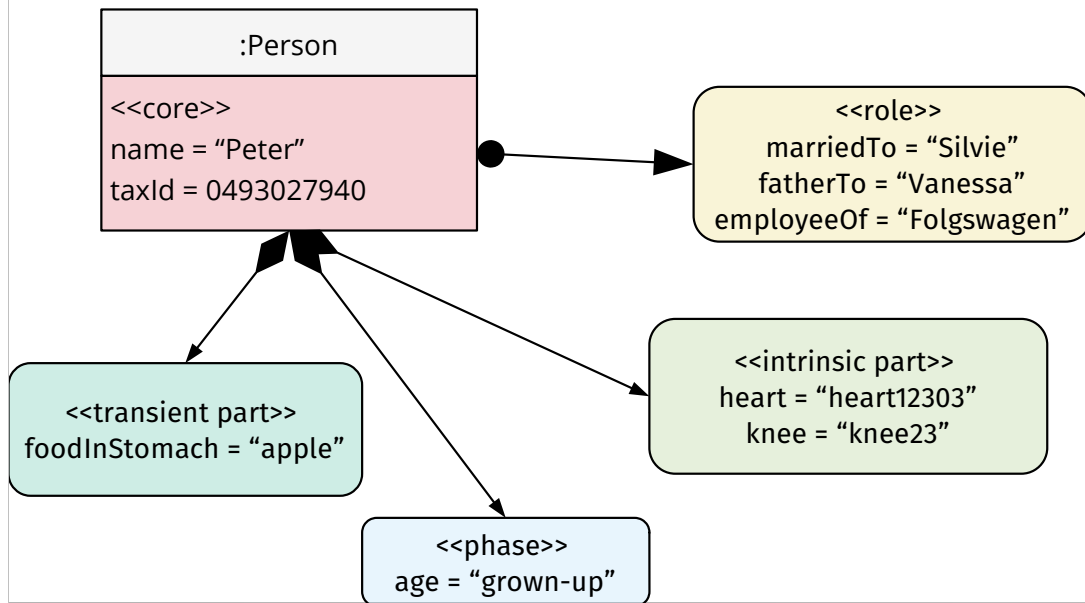 :Person
<<core>>
name = “Peter”
taxId = 0493027940
<<role>>
marriedTo = “Silvie”
fatherTo = “Vanessa”
employeeOf = “Folgswagen”
<<transient part>>
foodInStomach = “apple”
<<intrinsic part>>
heart = “heart12303”
knee = “knee23”
<<phase>>
age = “grown-up”